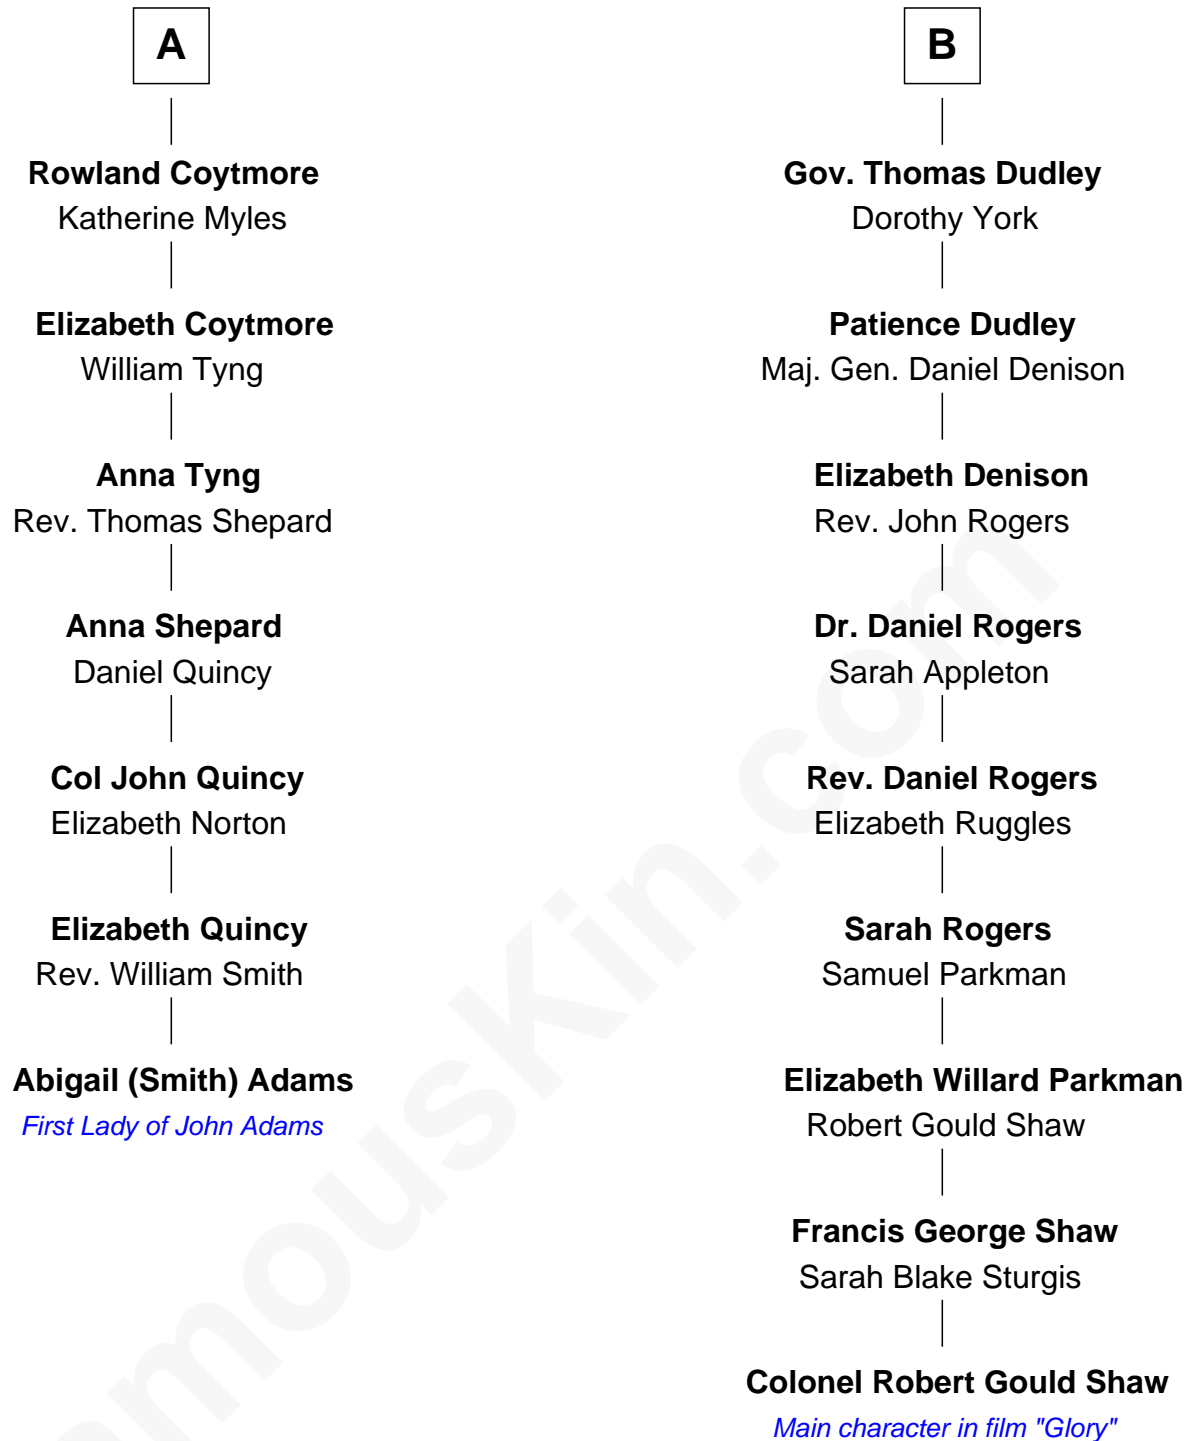 A
Rowland Coytmore
Katherine Myles
Elizabeth Coytmore
William Tyng
Anna Tyng
Rev. Thomas Shepard
Anna Shepard
Daniel Quincy
Col John Quincy
Elizabeth Norton
Elizabeth Quincy
Rev. William Smith
Abigail (Smith) Adams
First Lady of John Adams
B
Gov. Thomas Dudley
Dorothy York
Patience Dudley
Maj. Gen. Daniel Denison
Elizabeth Denison
Rev. John Rogers
Dr. Daniel Rogers
Sarah Appleton
Rev. Daniel Rogers
Elizabeth Ruggles
Sarah Rogers
Samuel Parkman
Elizabeth Willard Parkman
Robert Gould Shaw
Francis George Shaw
Sarah Blake Sturgis
Colonel Robert Gould Shaw
Main character in film "Glory"
amousKin.com